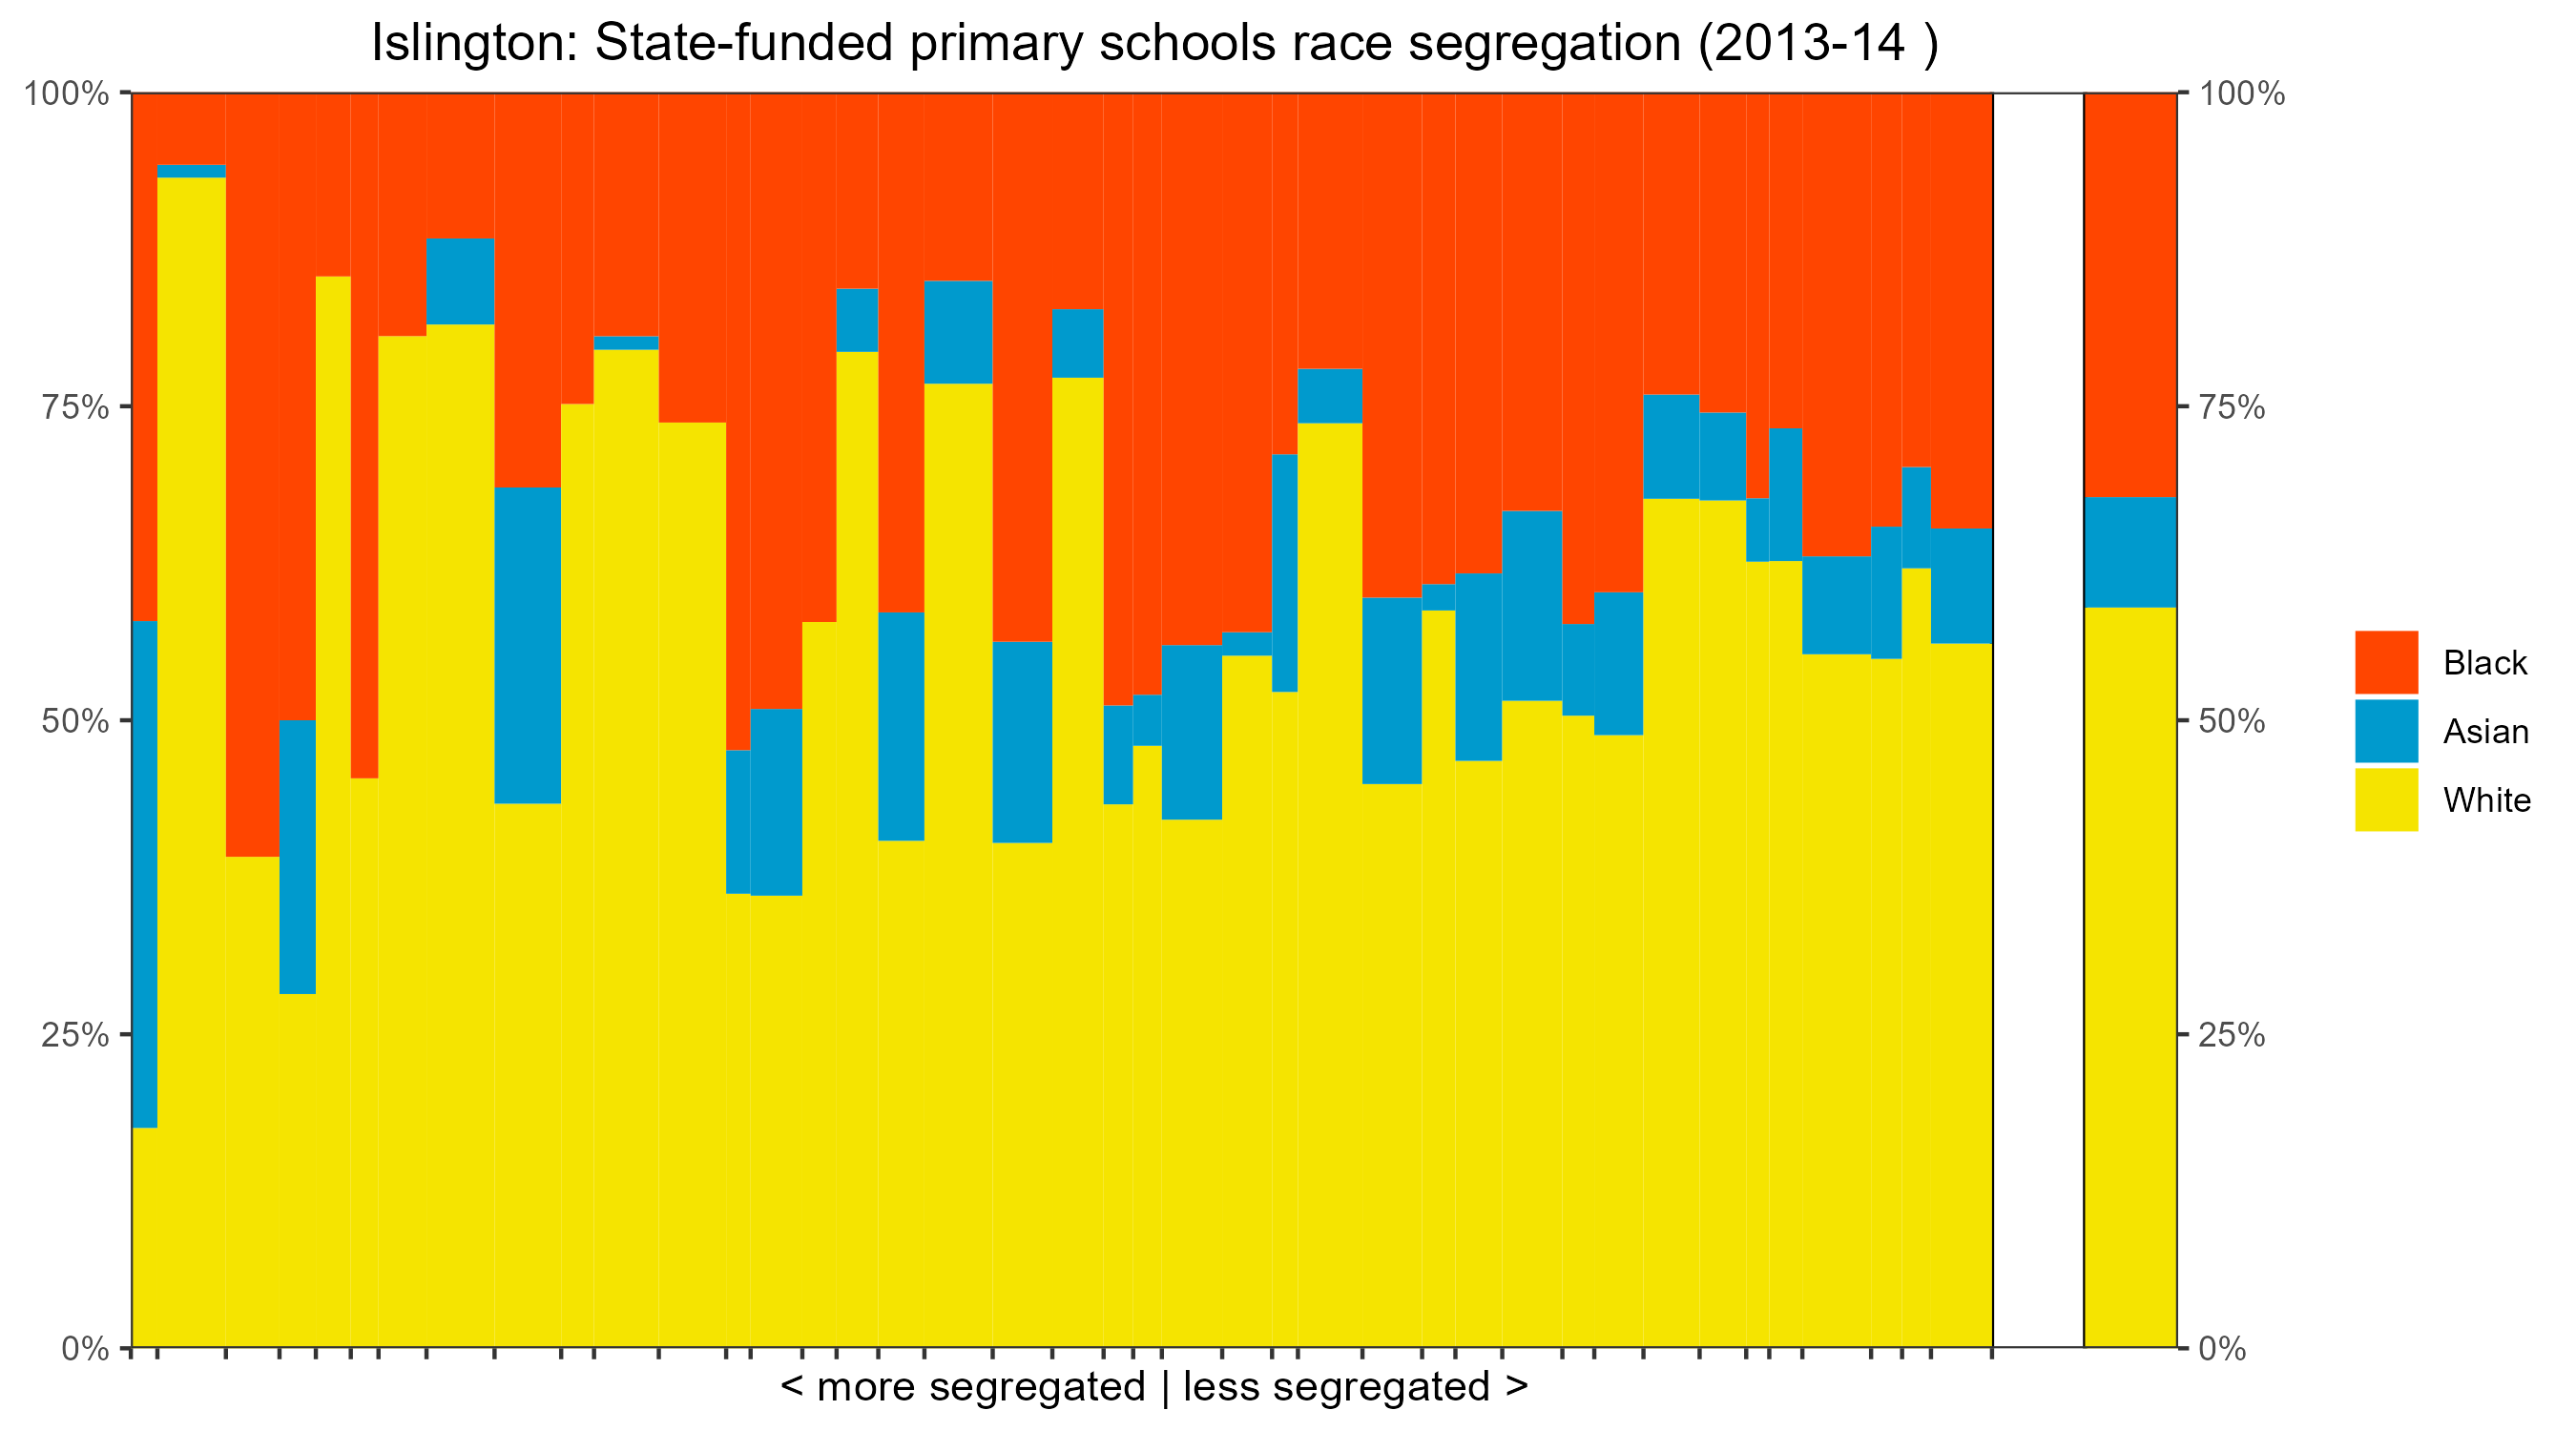 Islington: State-funded primary schools race segregation (2013-14 )
100%
75%
50%
25%
0%
100%
75%
50%
25%
0%
Black
Asian
White
< more segregated | less segregated >